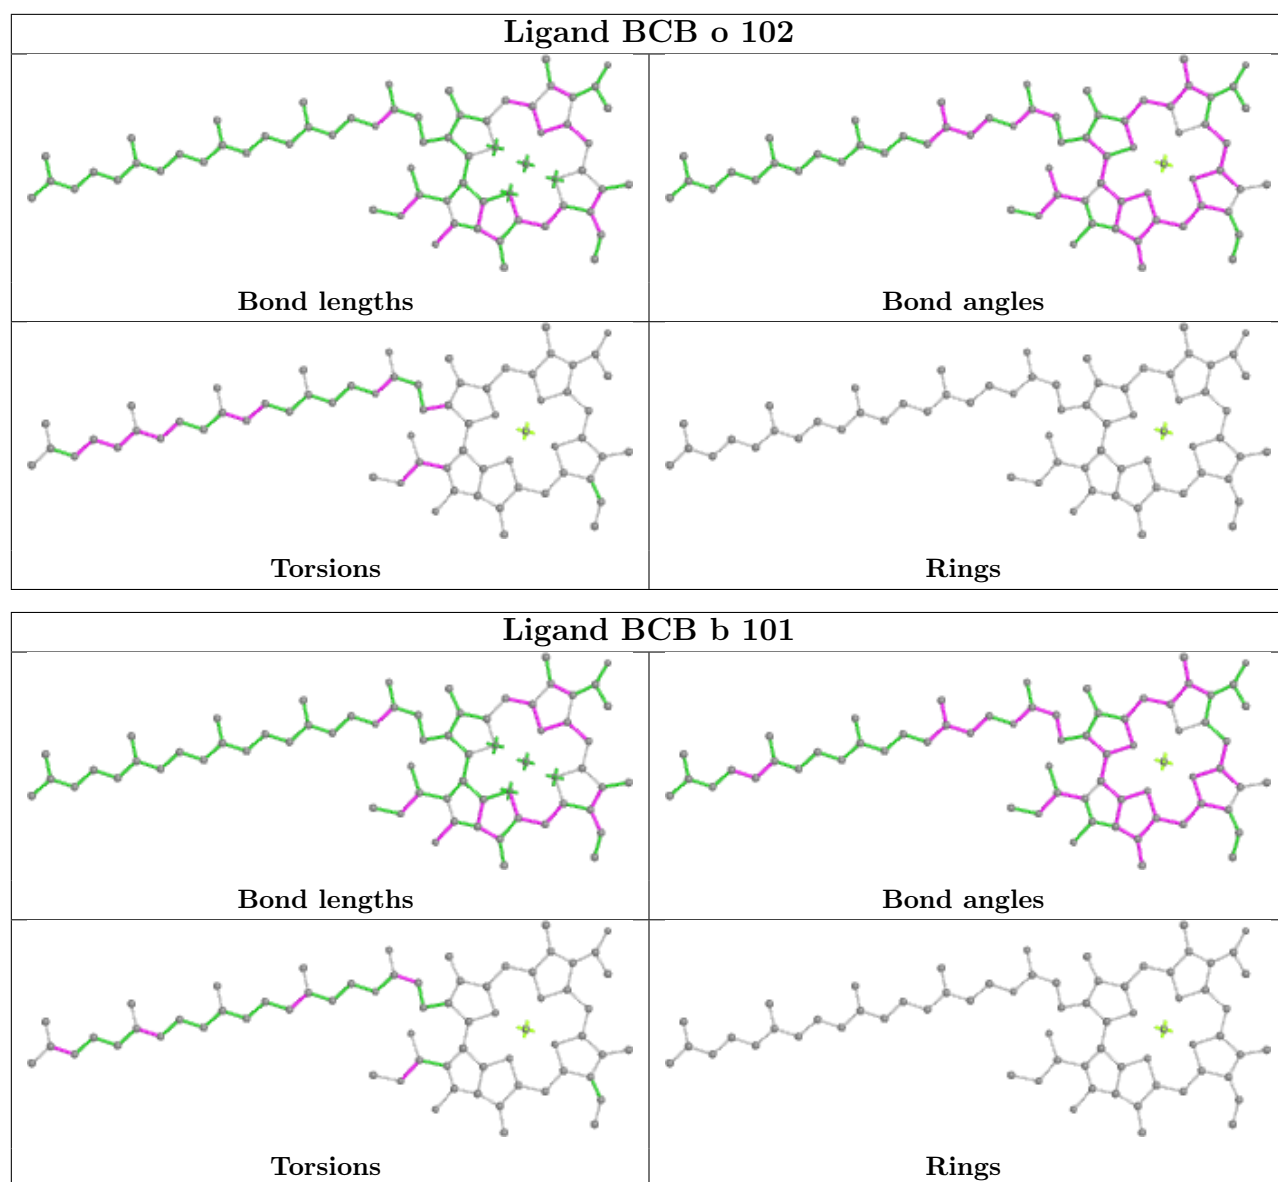 Ligand BCB o 102
Bond lengths
Bond angles
Torsions
Rings
Ligand BCB b 101
Bond lengths
Bond angles
Torsions
Rings